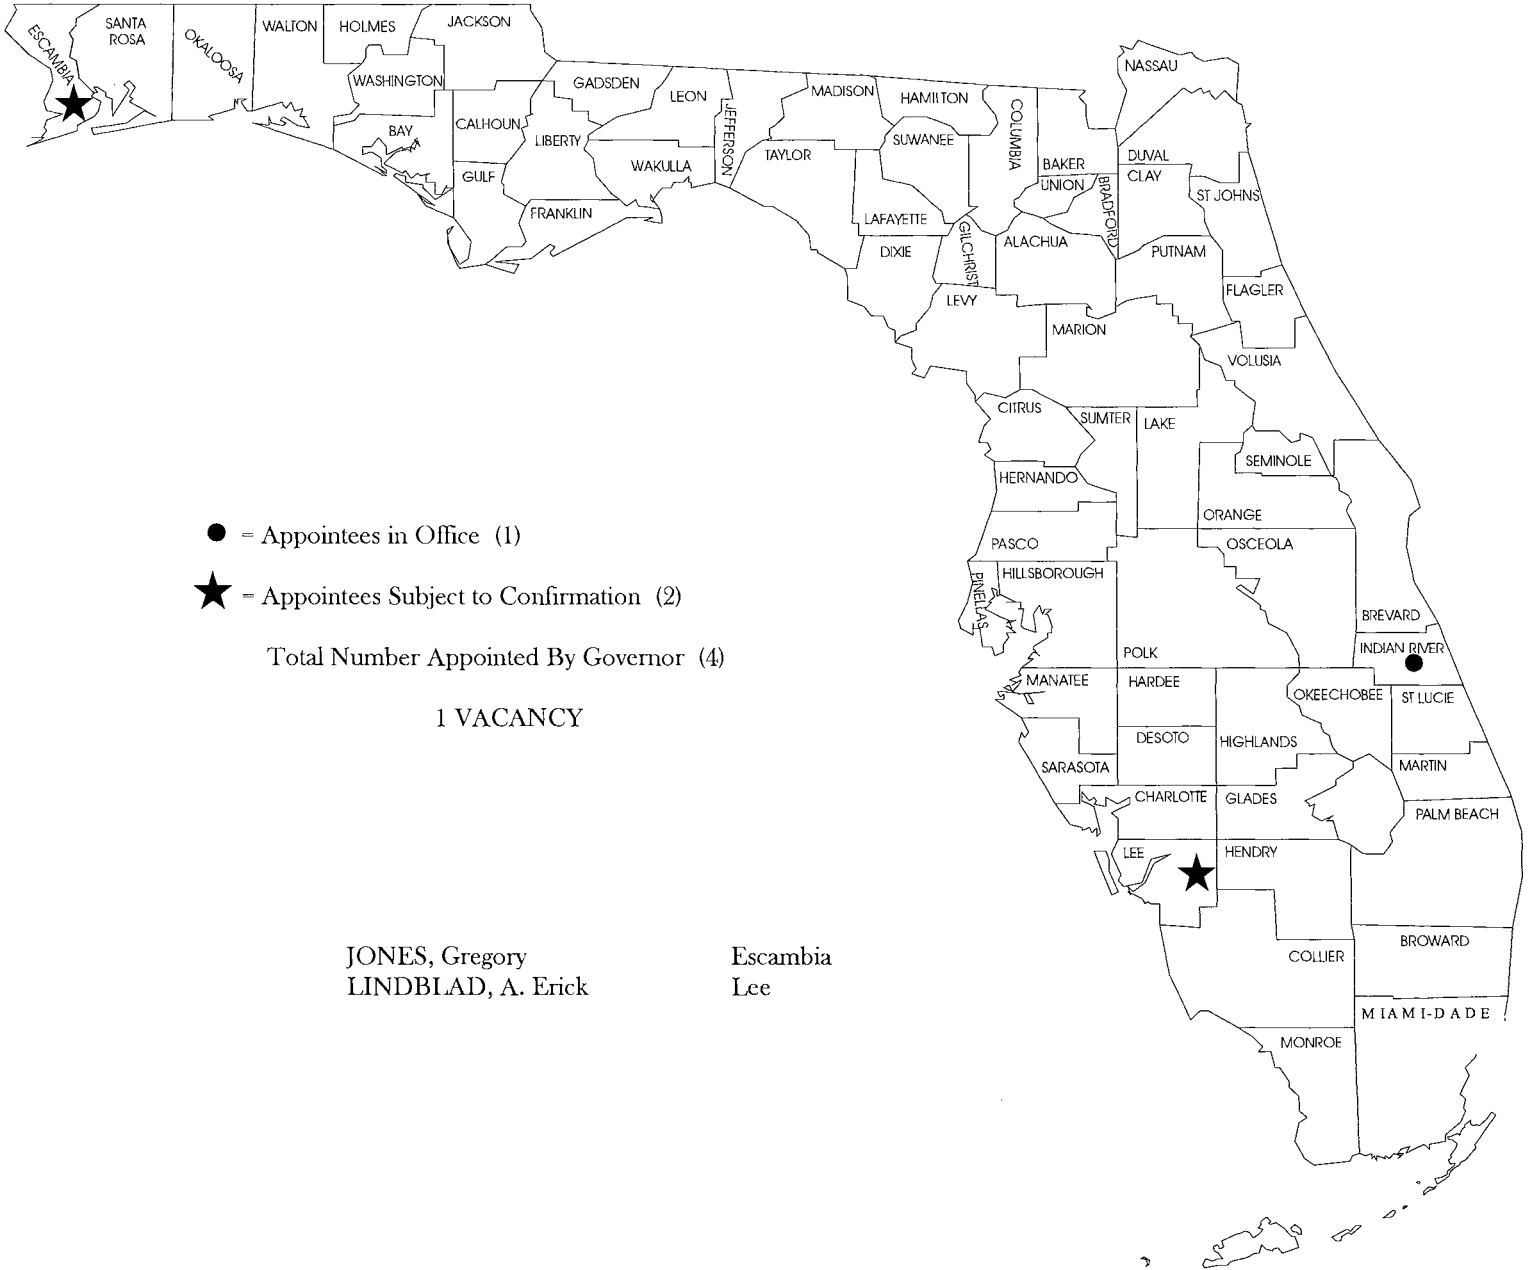 ESCAMBIA
SANTA
ROSA
OKALOOSA
WALTON
HOLMES
JACKSON
WASHINGTON
BAY
CALHOUN
GULF
LIBERTY
GADSDEN
FRANKLIN
LEON
WAKULLA
JEFFERSON
MADISON
TAYLOR
HAMILTON
SUWANEE
LAFAYETTE
DIXIE
COLUMBIA
GILCHRIST
LEVY
ALACHUA
BAKER
UNION
BRADFORD
NASSAU
DUVAL
CLAY
ST JOHNS
PUTNAM
FLAGLER
MARION
VOLUSIA
CITRUS
SUMTER
LAKE
HERNANDO
SEMINOLE
ORANGE
PASCO
OSCEOLA
HILLSBOROUGH
PINELLAS
BREVARD
POLK
INDIAN RIVER
MANATEE
HARDEE
OKEECHOBEE
ST LUCIE
DESOTO
HIGHLANDS
SARASOTA
MARTIN
CHARLOTTE
GLADES
PALM BEACH
LEE
HENDRY
BROWARD
COLLIER
MIAMI-DADE
MONROE
= Appointees in Office (1)
= Appointees Subject to Confirmation (2)
Total Number Appointed By Governor (4)
1 VACANCY
JONES, Gregory Escambia
LINDBLAD, A. Erick Lee